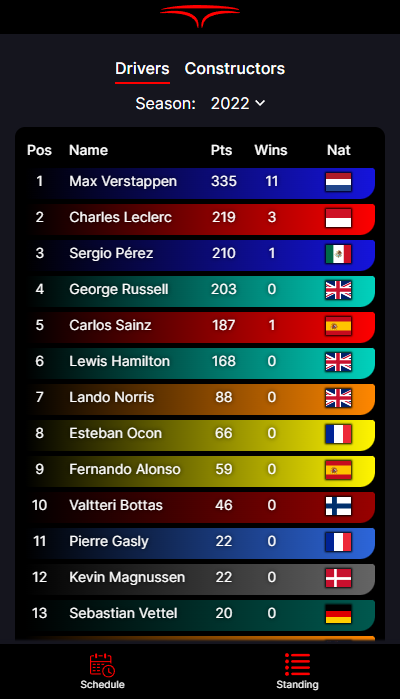 Drivers Constructors
Season: 2022
Pos Name Pts Wins Nat
1 Max Verstappen 335 11
2 Charles Leclerc 219 3
3 Sergio Pérez 210 1
4 George Russell 203 0
5 Carlos Sainz 187 1
6 Lewis Hamilton 168 0
7 Lando Norris 88 0
8 Esteban Ocon 66 0
9 Fernando Alonso 59 0
10 Valtteri Bottas 46 0
11 Pierre Gasly 22 0
12 Kevin Magnussen 22 0
13 Sebastian Vettel 20 0
Schedule Standing